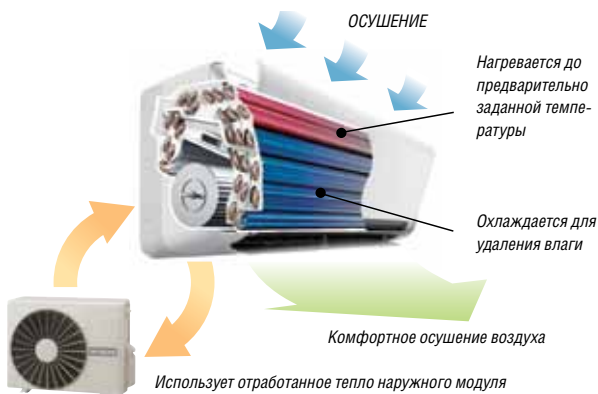 ОСУШЕНИЕ
Нагревается до
предварительно
заданной темпе-
ратуры
Охлаждается для
удаления влаги
Комфортное осушение воздуха
Использует отработанное тепло наружного модуля